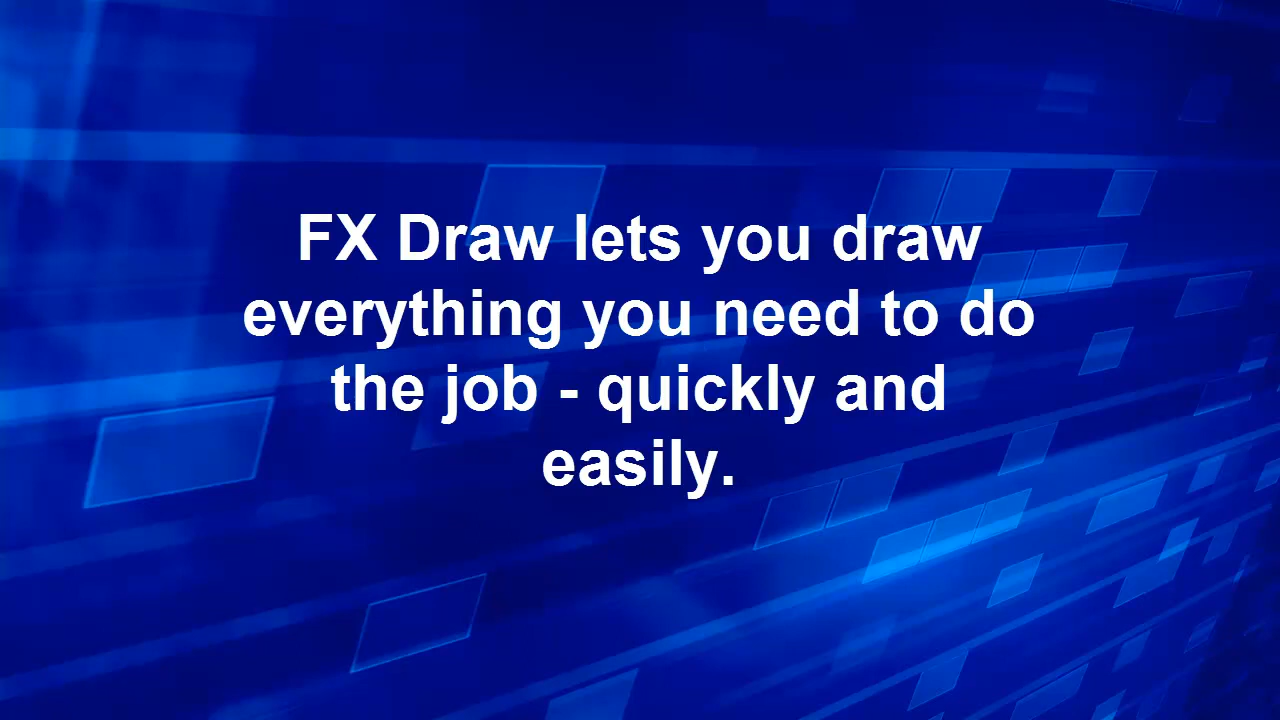 FX Draw lets you draw
everything you need to do
the job - quickly and
easily.